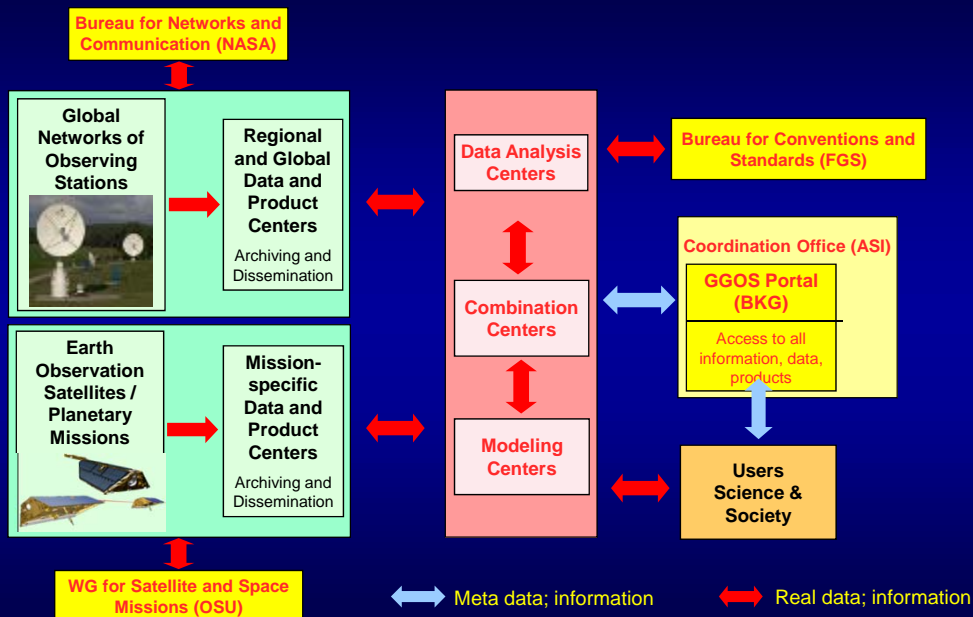 Bureau for Networks and
Communication (NASA)
Global
Networks of
Observing
Stations
Regional
and Global
Data and
Product
Centers
Archiving and
Dissemination
Earth
Observation
Satellites /
Planetary
Missions
Mission-
specific
Data and
Product
Centers
Archiving and
Dissemination
WG for Satellite and Space
Missions (OSU)
Data Analysis
Centers
Combination
Centers
Modeling
Centers
Bureau for Conventions and
Standards (FGS)
Coordination Office (ASI)
GGOS Portal
(BKG)
Access to all
information, data,
products
Users
Science &
Society
Meta data; information
Real data; information